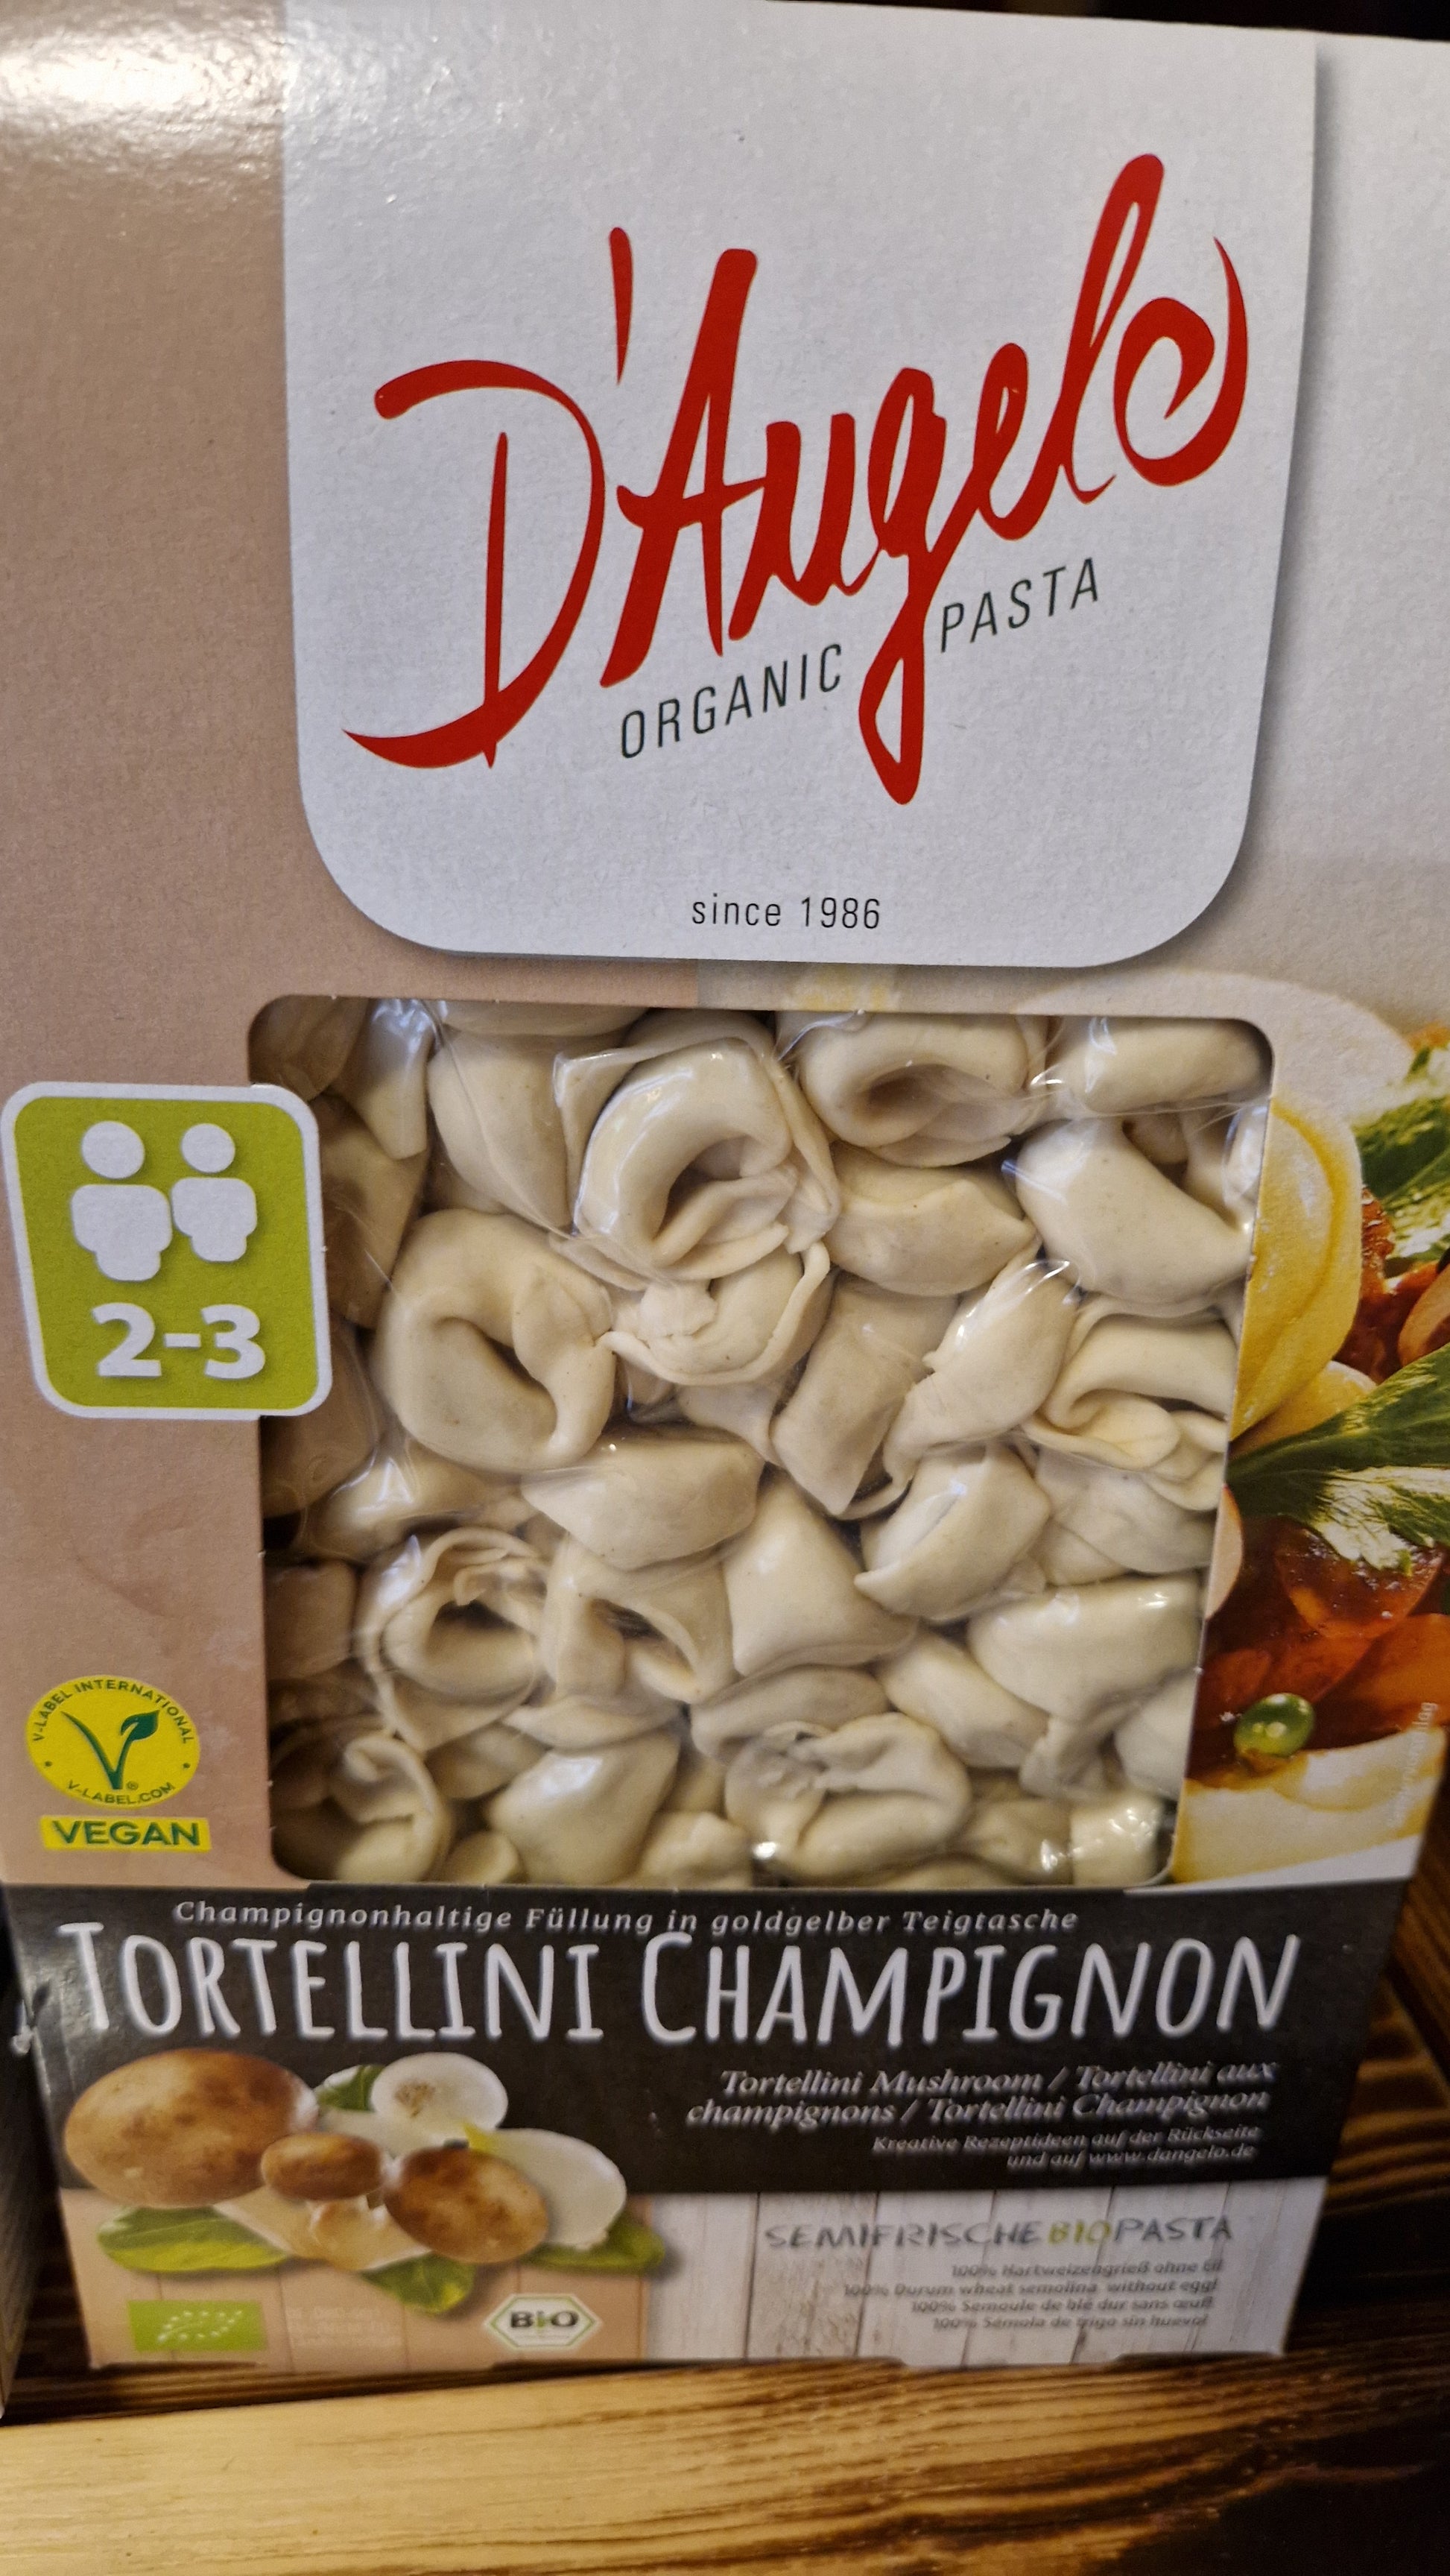 D'Angelo
ORGANIC PASTA
since 1986
2-3
V-LABEL INTERNATIONAL
V
®
V-LABEL.COM
VEGAN
Champignonhaltige Füllung in goldgelber Teigtasche
TORTELLINI CHAMPIGNON
Tortellini Mushroom / Tortellini aux
champignons / Tortellini Champignon
Kreative Rezeptideen auf der Rückseite
und auf www.dangelo.de
SEMIFRISCHE BIOPASTA
100% Hartweizengrieß ohne Ei!
100% Durum wheat semolina, without egg!
100% Semoule de blé dur sans œuf!
100% Sémola de trigo sin huevo!
BIO